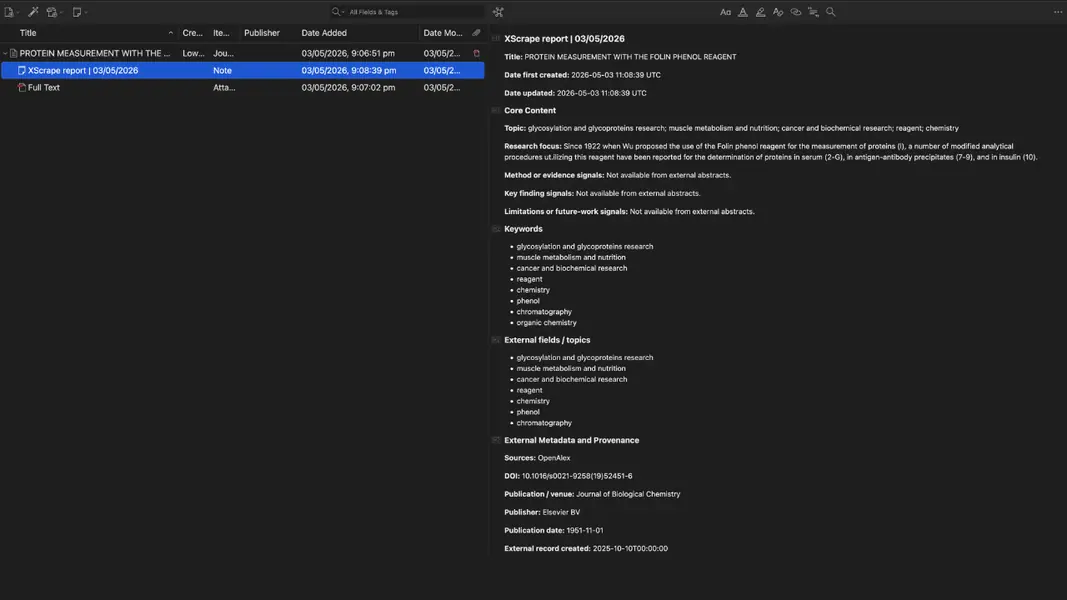 All Fields & Tags
Title Cre... Ite... Publisher Date Added Date Mo...
PROTEIN MEASUREMENT WITH THE ... Low... Jou... 03/05/2026, 9:06:51 pm 03/05/2...
XScrape report | 03/05/2026 Note 03/05/2026, 9:08:39 pm 03/05/2...
Full Text Atta... 03/05/2026, 9:07:02 pm 03/05/2...
Aa
XScrape report | 03/05/2026
Title: PROTEIN MEASUREMENT WITH THE FOLIN PHENOL REAGENT
Date first created: 2026-05-03 11:08:39 UTC
Date updated: 2026-05-03 11:08:39 UTC
Core Content
Topic: glycosylation and glycoproteins research; muscle metabolism and nutrition; cancer and biochemical research; reagent; chemistry
Research focus: Since 1922 when Wu proposed the use of the Folin phenol reagent for the measurement of proteins (l), a number of modified analytical
procedures ut.ilizing this reagent have been reported for the determination of proteins in serum (2-G), in antigen-antibody precipitates (7-9), and in insulin (10).
Method or evidence signals: Not available from external abstracts.
Key finding signals: Not available from external abstracts.
Limitations or future-work signals: Not available from external abstracts.
Keywords
• glycosylation and glycoproteins research
• muscle metabolism and nutrition
• cancer and biochemical research
• reagent
• chemistry
• phenol
• chromatography
• organic chemistry
External fields / topics
• glycosylation and glycoproteins research
• muscle metabolism and nutrition
• cancer and biochemical research
• reagent
• chemistry
• phenol
• chromatography
External Metadata and Provenance
Sources: OpenAlex
DOI: 10.1016/s0021-9258(19)52451-6
Publication / venue: Journal of Biological Chemistry
Publisher: Elsevier BV
Publication date: 1951-11-01
External record created: 2025-10-10T00:00:00